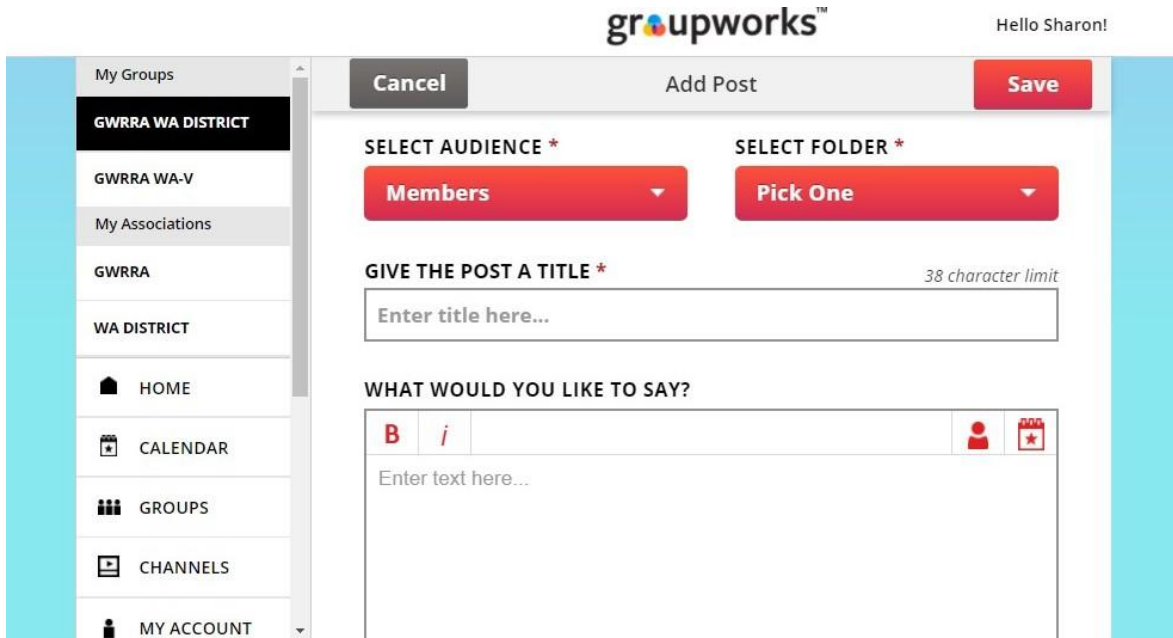 groupworks™
Hello Sharon!
My Groups
GWRRA WA DISTRICT
GWRRA WA-V
My Associations
GWRRA
WA DISTRICT
HOME
CALENDAR
GROUPS
CHANNELS
MY ACCOUNT
Cancel
Add Post
Save
SELECT AUDIENCE *
Members
SELECT FOLDER *
Pick One
GIVE THE POST A TITLE *
38 character limit
Enter title here...
WHAT WOULD YOU LIKE TO SAY?
B i
Enter text here...